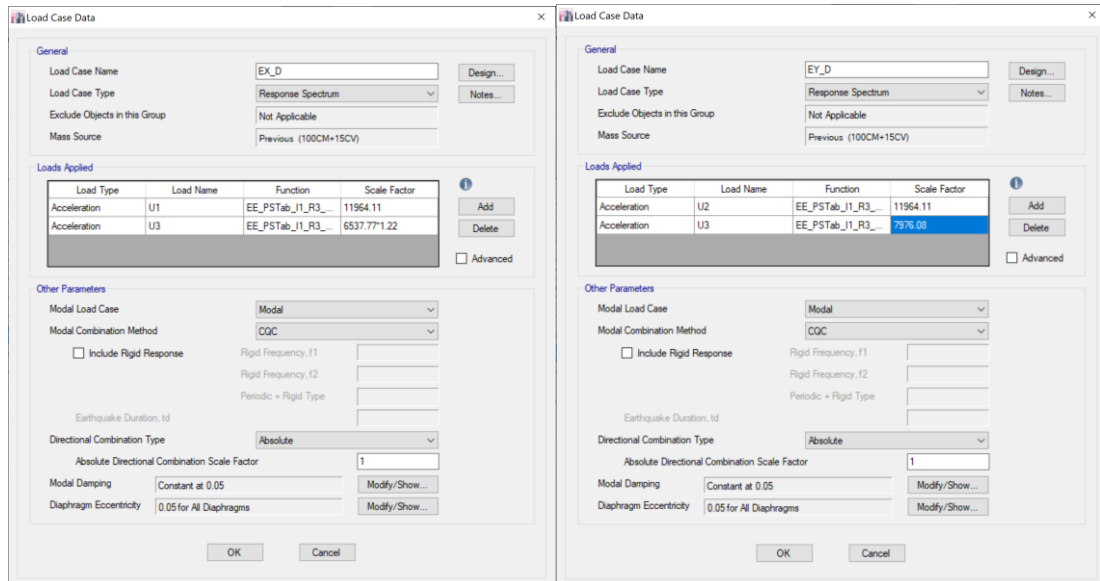 Load Case Data
General
Load Case Name EX_D Design...
Load Case Type Response Spectrum Notes...
Exclude Objects in this Group Not Applicable
Mass Source Previous (100CM+15CV)
Loads Applied
Load Type Load Name Function Scale Factor
Acceleration U1 EE_PSTab_I1_R3_... 11964.11 Add
Acceleration U3 EE_PSTab_I1_R3_... 6537.77*1.22 Delete
Advanced
Other Parameters
Modal Load Case Modal
Modal Combination Method CQC
Include Rigid Response Rigid Frequency, f1
Rigid Frequency, f2
Periodic + Rigid Type
Earthquake Duration, td
Directional Combination Type Absolute
Absolute Directional Combination Scale Factor 1
Modal Damping Constant at 0.05 Modify/Show...
Diaphragm Eccentricity 0.05 for All Diaphragms Modify/Show...
OK Cancel
Load Case Data
General
Load Case Name EY_D Design...
Load Case Type Response Spectrum Notes...
Exclude Objects in this Group Not Applicable
Mass Source Previous (100CM+15CV)
Loads Applied
Load Type Load Name Function Scale Factor
Acceleration U2 EE_PSTab_I1_R3_... 11964.11 Add
Acceleration U3 EE_PSTab_I1_R3_... 7976.08 Delete
Advanced
Other Parameters
Modal Load Case Modal
Modal Combination Method CQC
Include Rigid Response Rigid Frequency, f1
Rigid Frequency, f2
Periodic + Rigid Type
Earthquake Duration, td
Directional Combination Type Absolute
Absolute Directional Combination Scale Factor 1
Modal Damping Constant at 0.05 Modify/Show...
Diaphragm Eccentricity 0.05 for All Diaphragms Modify/Show...
OK Cancel